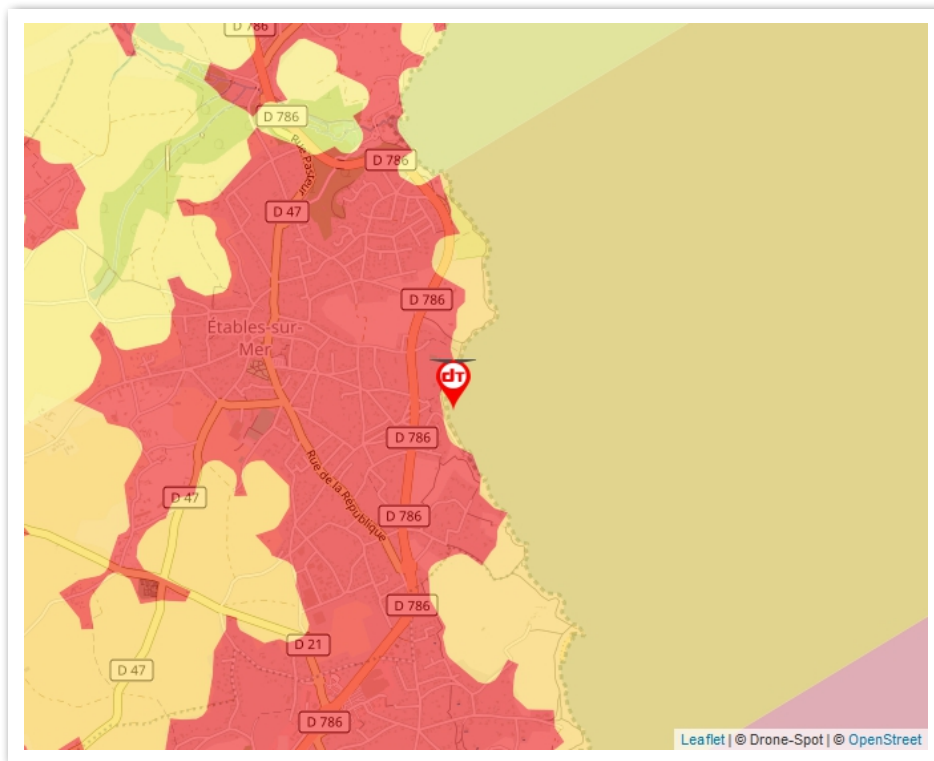 D 786
D 786
Rue Pasteur
D 786
D 47
D 786
Étables-sur-
Mer
DT
D 786
Rue de la République
D 47
D 786
D 786
D 21
D 47
D 786
Leaflet | © Drone-Spot | © OpenStreet